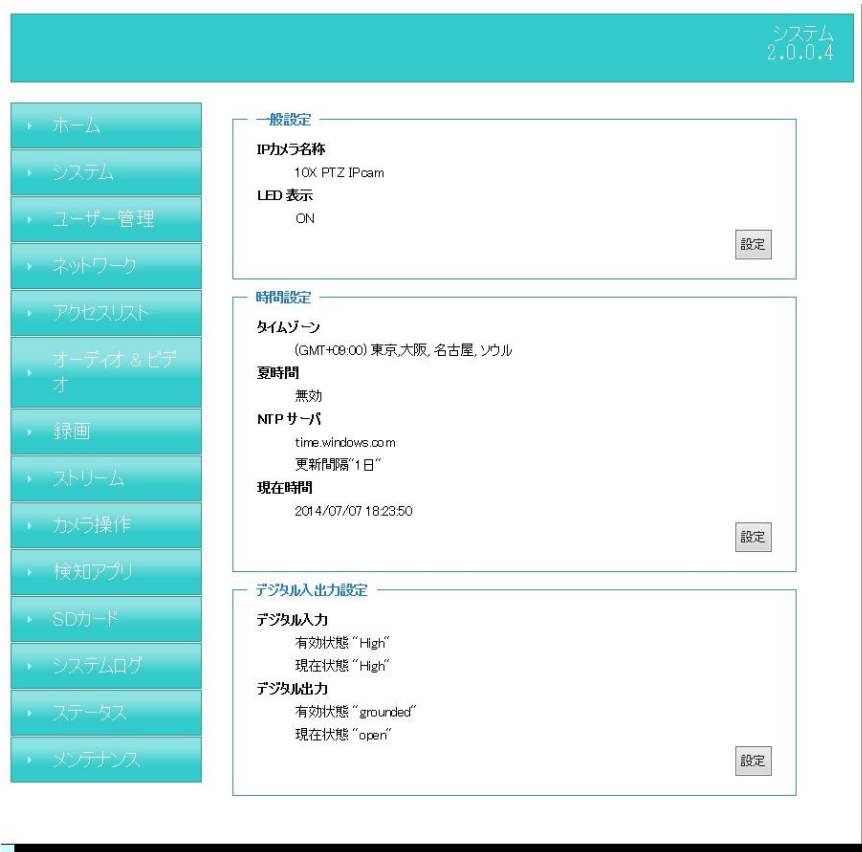 システム
2.0.0.4
ホーム
システム
ユーザー管理
ネットワーク
アクセスリスト
オーディオ & ビデ
オ
録画
ストリーム
カメラ操作
検知アプリ
SDカード
システムログ
ステータス
メンテナンス
一般設定
IPカメラ名称
10X PTZ IPcam
LED 表示
ON
設定
時間設定
タイムゾーン
(GMT+09:00) 東京,大阪, 名古屋, ソウル
夏時間
無効
NTP サーバ
time.windows.com
更新間隔"1 日"
現在時間
2014/07/07 18:23:50
設定
デジタル入出力設定
デジタル入力
有効状態 "High"
現在状態 "High"
デジタル出力
有効状態 "grounded"
現在状態 "open"
設定